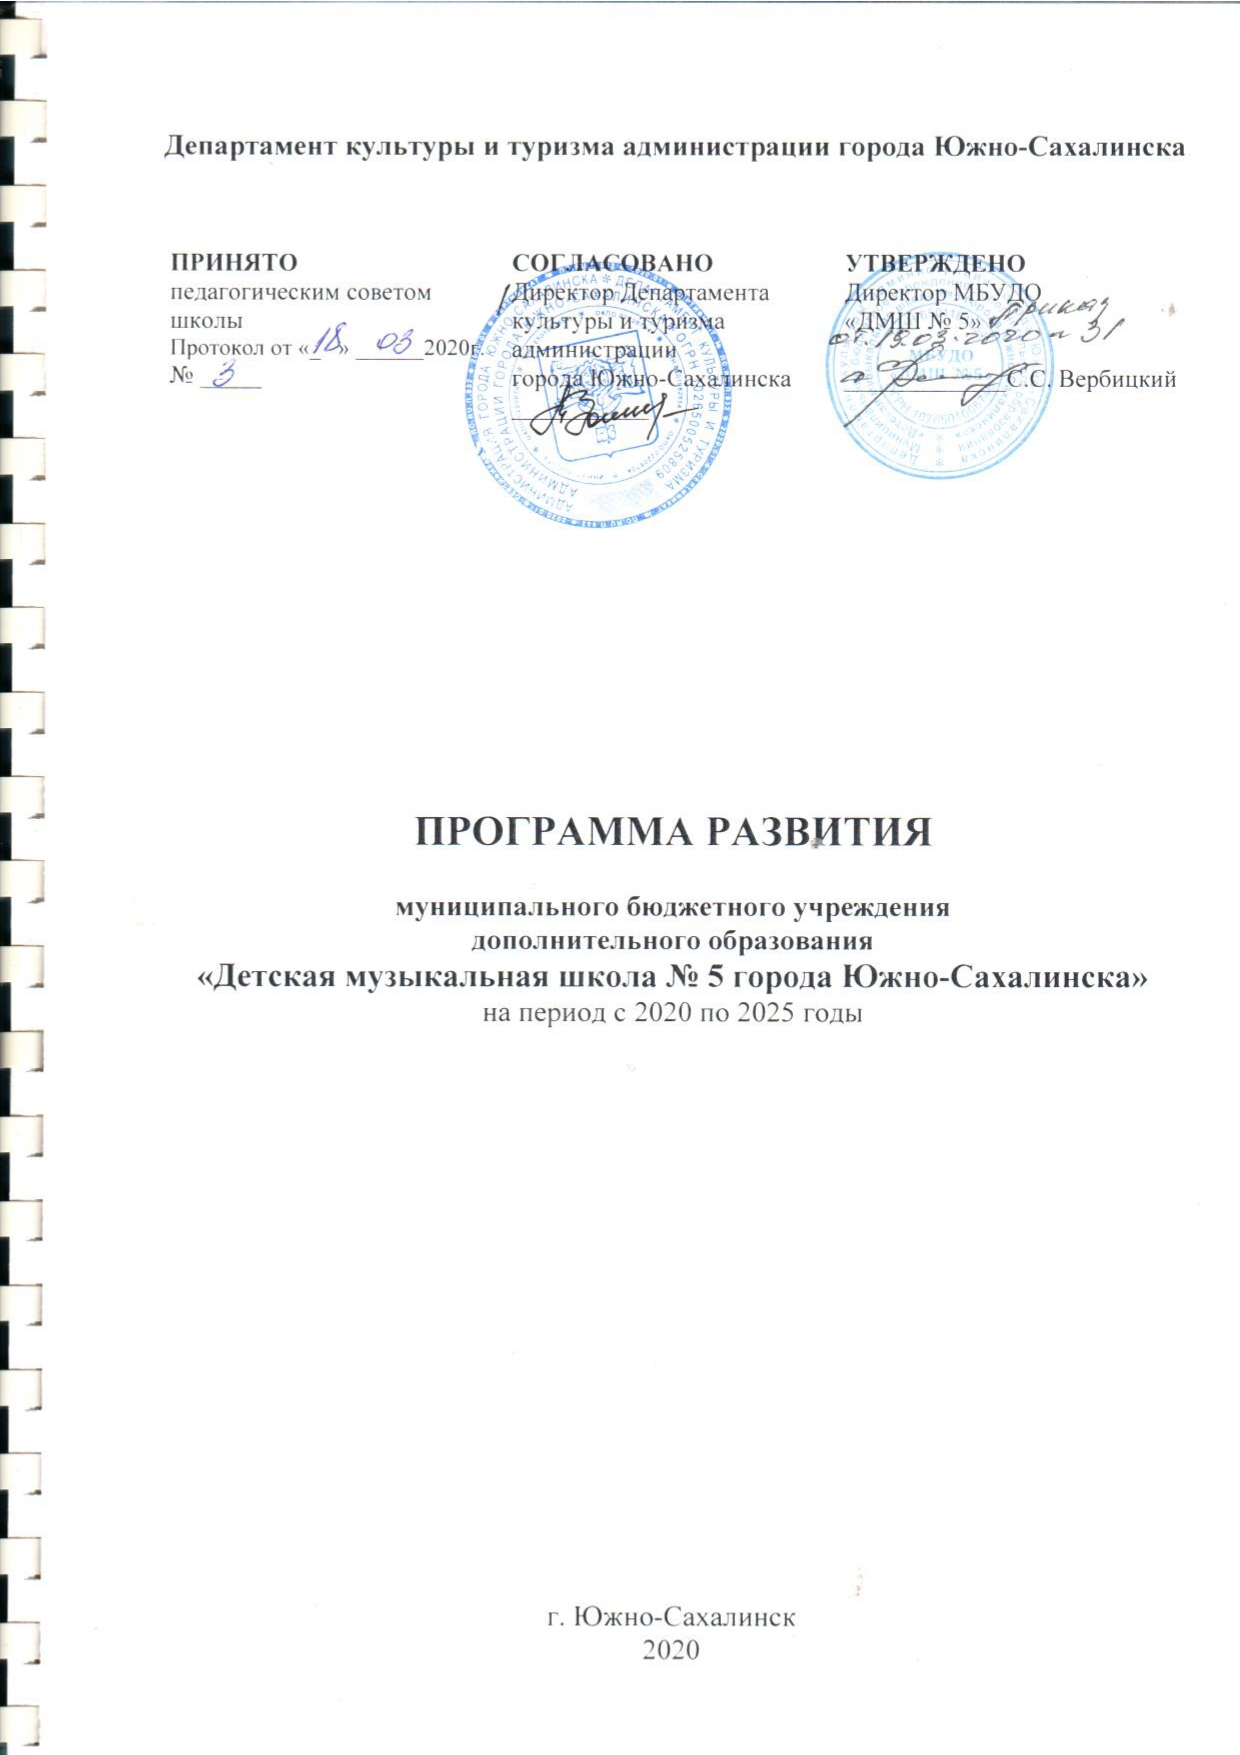 Департамент культуры и туризма администрации города Южно-Сахалинска
ПРИНЯТО
педагогическим советом
школы
Протокол от «18» 03 2020г.
№ 3
СОГЛАСОВАНО
Директор Департамента
культуры и туризма
администрации
города Южно-Сахалинска
УТВЕРЖДЕНО
Директор МБУДО
«ДМШ № 5» Приказ
от 19.03.2020 № 31
С.С. Вербицкий
МБУДО
ПРОГРАММА РАЗВИТИЯ
муниципального бюджетного учреждения
дополнительного образования
«Детская музыкальная школа № 5 города Южно-Сахалинска»
на период с 2020 по 2025 годы
г. Южно-Сахалинск
2020